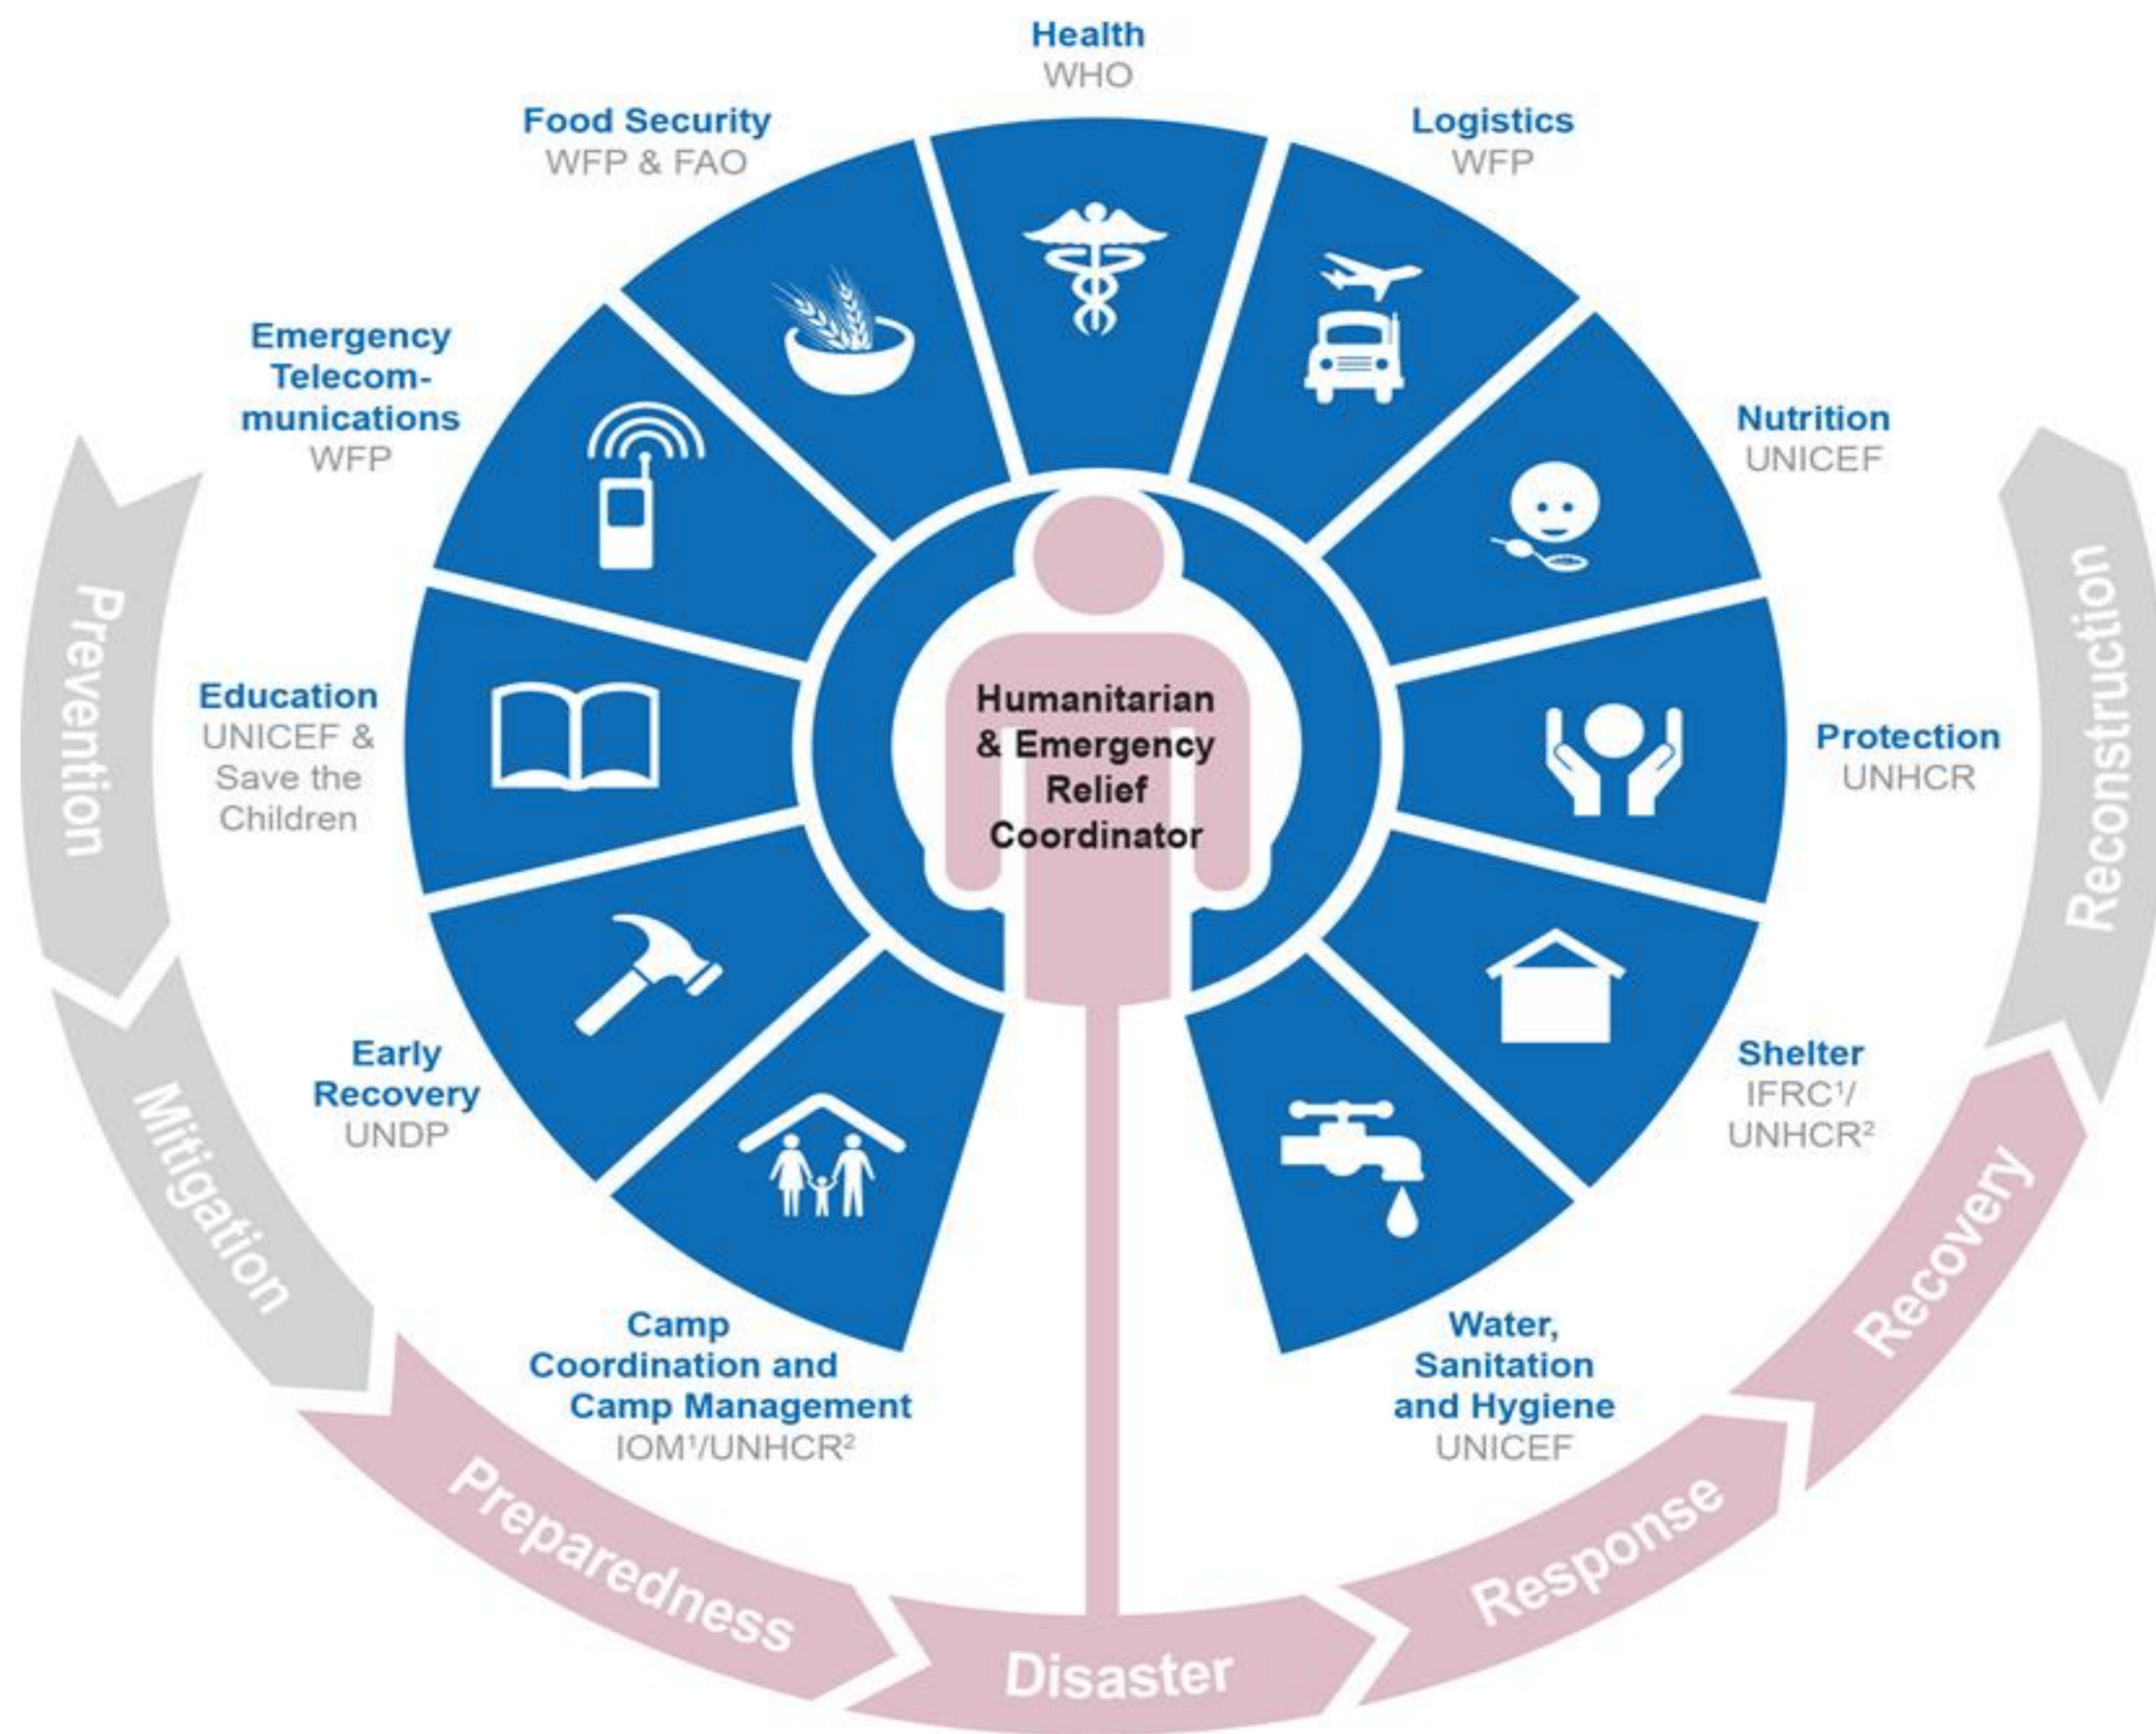 Health
WHO
Food Security
WFP & FAO
Logistics
WFP
Emergency
Telecom-
munications
WFP
Nutrition
UNICEF
Education
UNICEF &
Save the
Children
Humanitarian
& Emergency
Relief
Coordinator
Protection
UNHCR
Early
Recovery
UNDP
Shelter
IFRC¹/
UNHCR²
Camp
Coordination and
Camp Management
IOM¹/UNHCR²
Water,
Sanitation
and Hygiene
UNICEF
Prevention
Mitigation
Preparedness
Disaster
Response
Recovery
Reconstruction